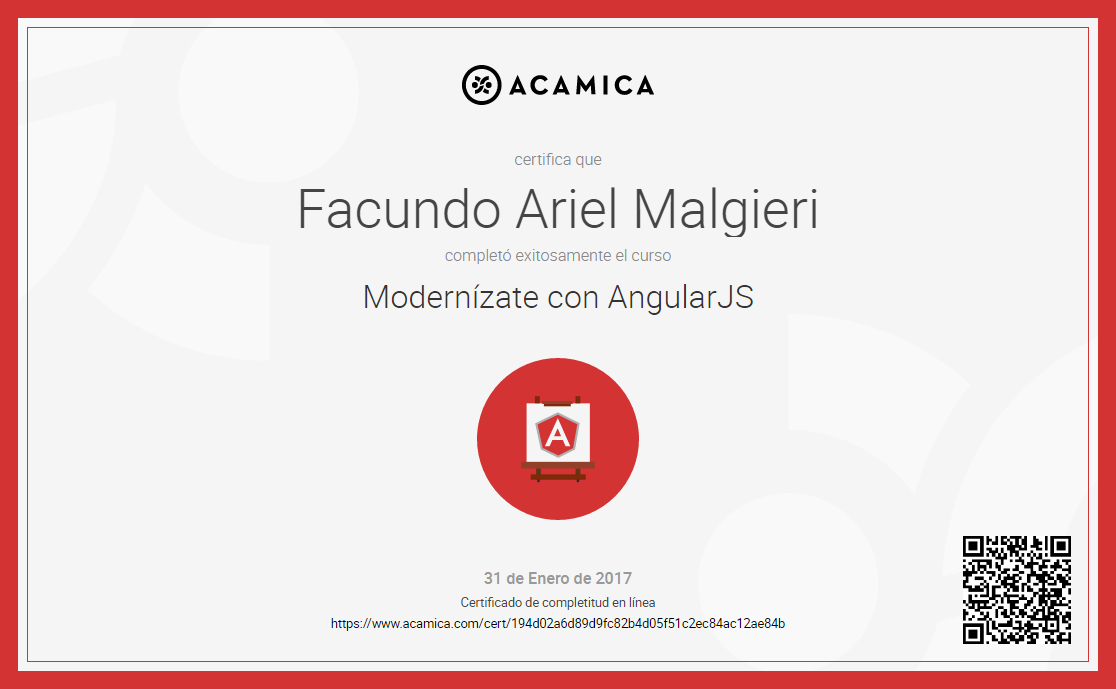 ACAMICA
certifica que
Facundo Ariel Malgieri
completó exitosamente el curso
Modernízate con AngularJS
A
31 de Enero de 2017
Certificado de completitud en línea
https://www.acamica.com/cert/194d02a6d89d9fc82b4d05f51c2ec84ac12ae84b